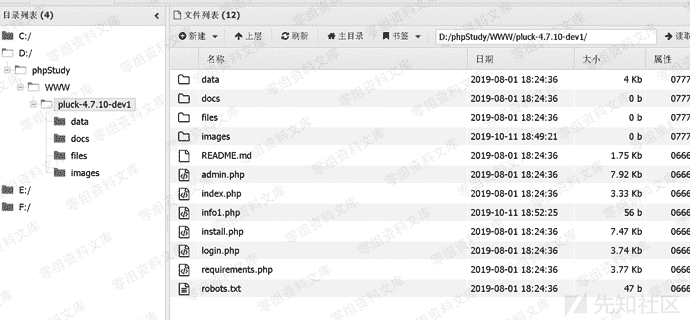 目录列表 (4)
C:/
D:/
phpStudy
WWW
pluck-4.7.10-dev1
data
docs
files
images
E:/
F:/
文件列表 (12)
新建 上层 刷新 主目录 书签 D:/phpStudy/WWW/pluck-4.7.10-dev1/ 读取
名称 日期 大小 属性
data 2019-08-01 18:24:36 4 Kb 0777
docs 2019-08-01 18:24:36 0 b 0777
files 2019-08-01 18:24:36 0 b 0777
images 2019-10-11 18:49:21 0 b 0777
README.md 2019-08-01 18:24:36 1.75 Kb 0666
admin.php 2019-08-01 18:24:36 7.92 Kb 0666
index.php 2019-08-01 18:24:36 3.33 Kb 0666
info1.php 2019-10-11 18:52:25 56 b 0666
install.php 2019-08-01 18:24:36 7.47 Kb 0666
login.php 2019-08-01 18:24:36 3.74 Kb 0666
requirements.php 2019-08-01 18:24:36 3.77 Kb 0666
robots.txt 2019-08-01 18:24:36 47 b 0666
零组资料文库
先知社区